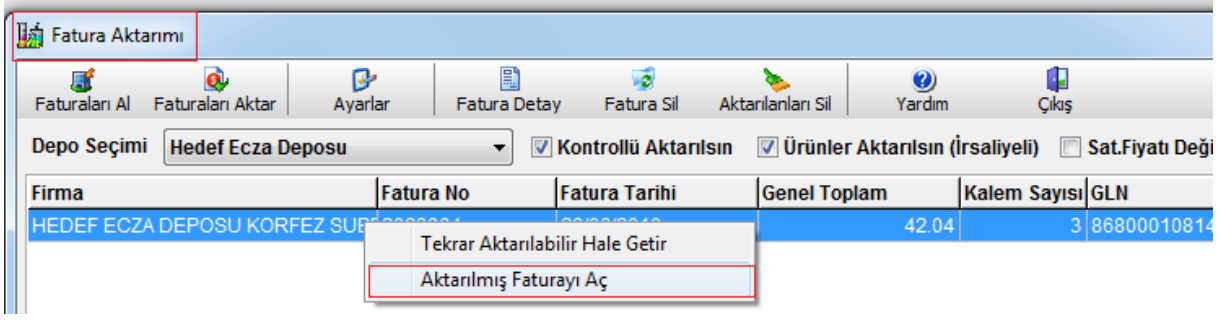 Fatura Aktarımı
Faturaları Al Faturaları Aktar Ayarlar Fatura Detay Fatura Sil Aktarılanları Sil Yardım Çıkış
Depo Seçimi Hedef Ecza Deposu Kontrollü Aktarılsın Ürünler Aktarılsın (İrsaliyeli) Sat.Fiyatı Deği
Firma Fatura No Fatura Tarihi Genel Toplam Kalem Sayısı GLN
HEDEF ECZA DEPOSU KORFEZ 42.04 3 86800010814
Tekrar Aktarılabilir Hale Getir
Aktarılmış Faturayı Aç